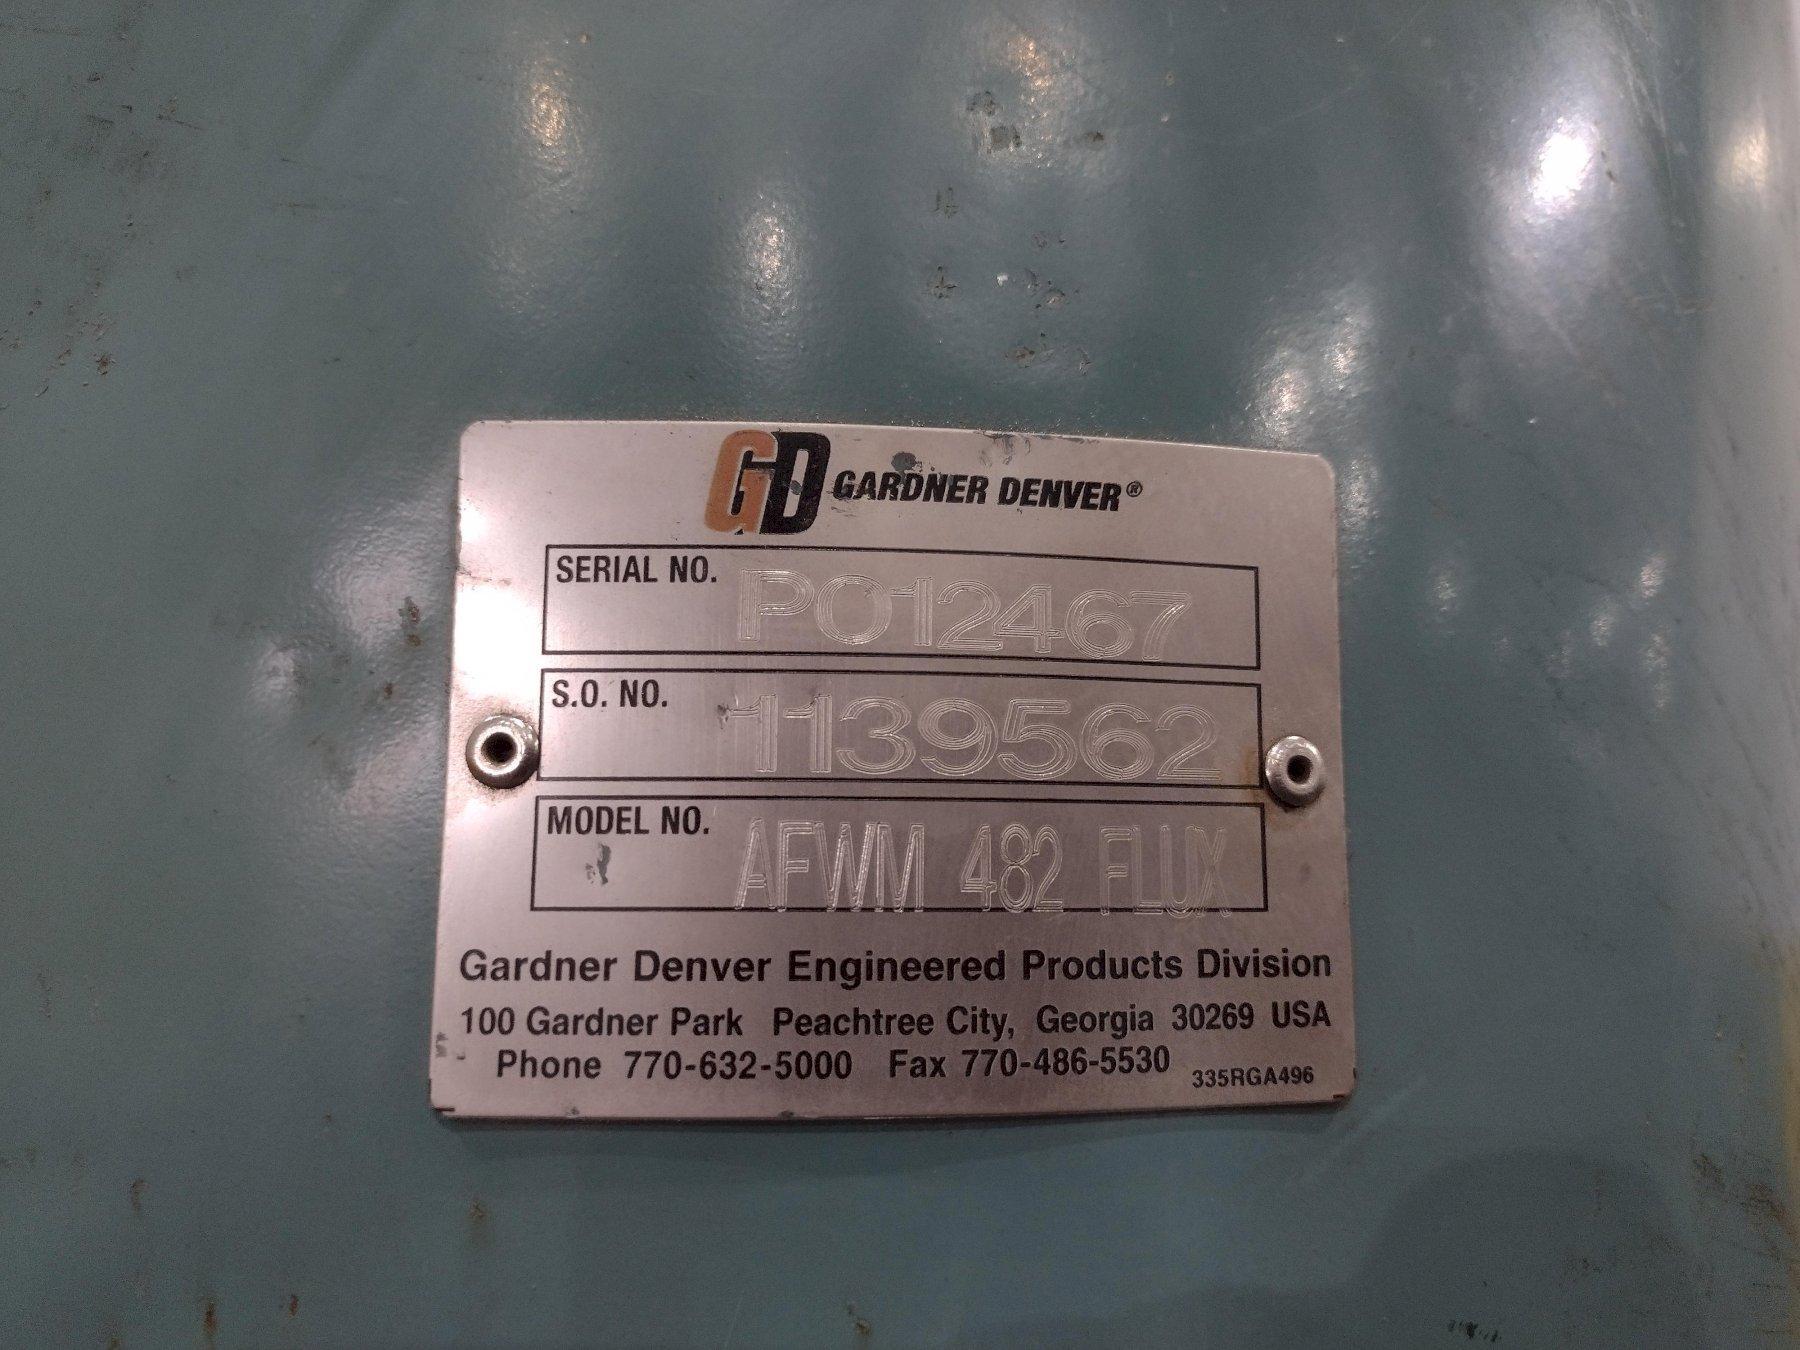 GD GARDNER DENVER®
SERIAL NO. P012467
S.O. NO. 1139562
MODEL NO. AFWM 482 FLUX
Gardner Denver Engineered Products Division
100 Gardner Park Peachtree City, Georgia 30269 USA
Phone 770-632-5000 Fax 770-486-5530 335RGA496